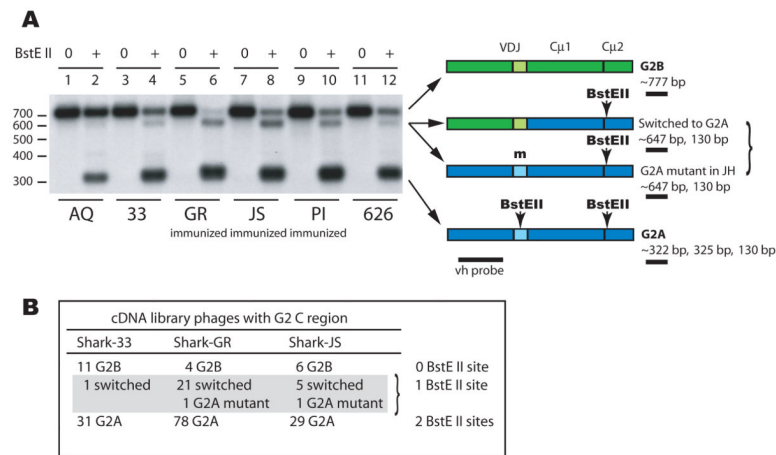 A
BstE II 0 + 0 + 0 + 0 + 0 + 0 +
1 2 3 4 5 6 7 8 9 10 11 12
700
600
500
400
300
AQ 33 GR JS PI 626
immunized immunized immunized
VDJ Cµ1 Cµ2
G2B
~777 bp
BstEII
Switched to G2A
~647 bp, 130 bp
BstEII
m
G2A mutant in JH
~647 bp, 130 bp
BstEII BstEII
G2A
~322 bp, 325 bp, 130 bp
vh probe
B
cDNA library phages with G2 C region
Shark-33 Shark-GR Shark-JS
11 G2B 4 G2B 6 G2B 0 BstE II site
1 switched 21 switched 5 switched 1 BstE II site
1 G2A mutant 1 G2A mutant
31 G2A 78 G2A 29 G2A 2 BstE II sites